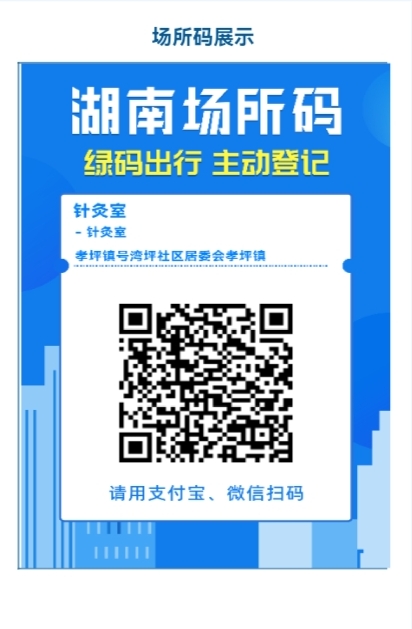 场所码展示
湖南场所码
绿码出行 主动登记
针灸室
- 针灸室
孝坪镇号湾坪社区居委会孝坪镇
请用支付宝、微信扫码